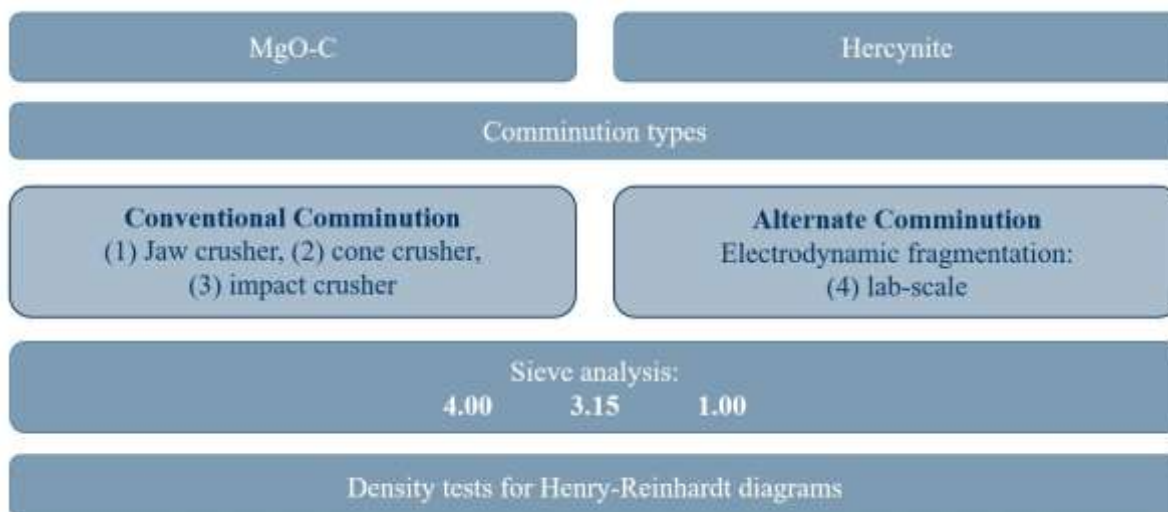 MgO-C
Hercynite
Comminution types
Conventional Comminution
(1) Jaw crusher, (2) cone crusher,
(3) impact crusher
Alternate Comminution
Electrodynamic fragmentation:
(4) lab-scale
Sieve analysis:
4.00 3.15 1.00
Density tests for Henry-Reinhardt diagrams